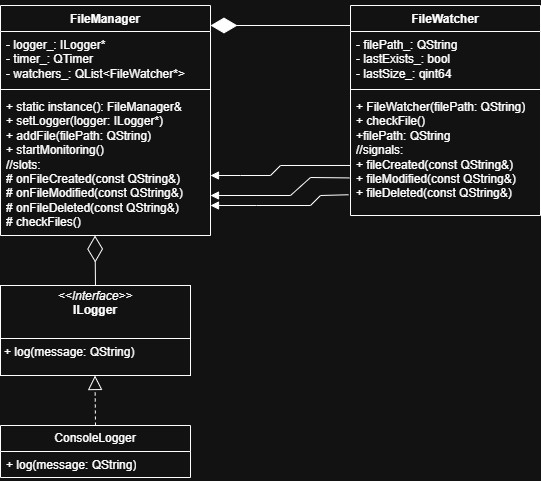 FileManager
- logger_: ILogger*
- timer_: QTimer
- watchers_: QList<FileWatcher*>
+ static instance(): FileManager&
+ setLogger(logger: ILogger*)
+ addFile(filePath: QString)
+ startMonitoring()
//slots:
# onFileCreated(const QString&)
# onFileModified(const QString&)
# onFileDeleted(const QString&)
# checkFiles()
FileWatcher
- filePath_: QString
- lastExists_: bool
- lastSize_: qint64
+ FileWatcher(filePath: QString)
+ checkFile()
+filePath: QString
//signals:
+ fileCreated(const QString&)
+ fileModified(const QString&)
+ fileDeleted(const QString&)
<<Interface>>
ILogger
+ log(message: QString)
ConsoleLogger
+ log(message: QString)